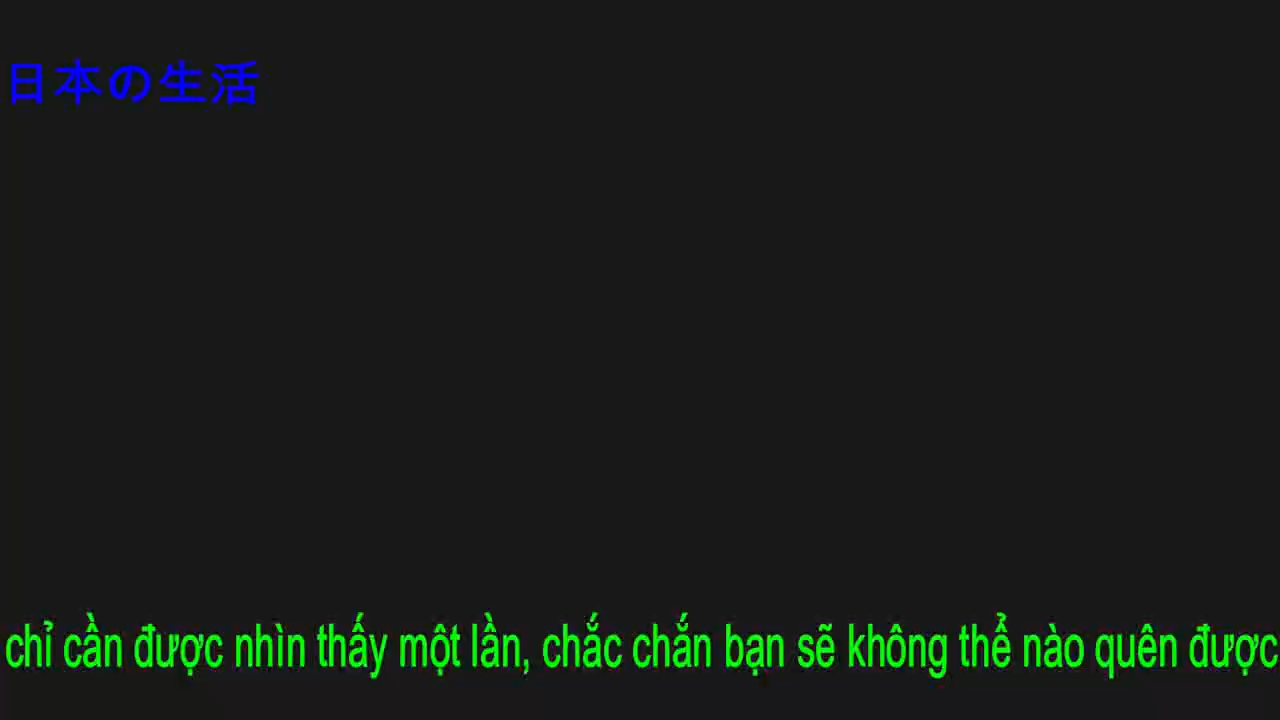 日本の生活
chỉ cần được nhìn thấy một lần, chắc chắn bạn sẽ không thể nào quên được